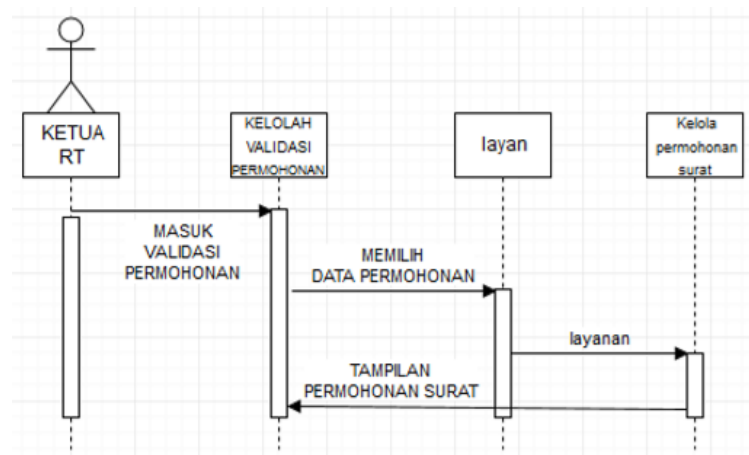 KETUA
RT
KELOLAH
VALIDASI
PERMOHONAN
layan
Kelola
permohonan
surat
MASUK
VALIDASI
PERMOHONAN
MEMILIH
DATA PERMOHONAN
layanan
TAMPILAN
PERMOHONAN SURAT